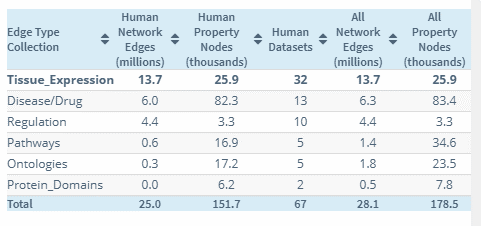 Edge Type Collection Human Network Edges (millions) Human Property Nodes (thousands) Human Datasets All Network Edges (millions) All Property Nodes (thousands)
Tissue_Expression 13.7 25.9 32 13.7 25.9
Disease/Drug 6.0 82.3 13 6.3 83.4
Regulation 4.4 3.3 10 4.4 3.3
Pathways 0.6 16.9 5 1.4 34.6
Ontologies 0.3 17.2 5 1.8 23.5
Protein_Domains 0.0 6.2 2 0.5 7.8
Total 25.0 151.7 67 28.1 178.5